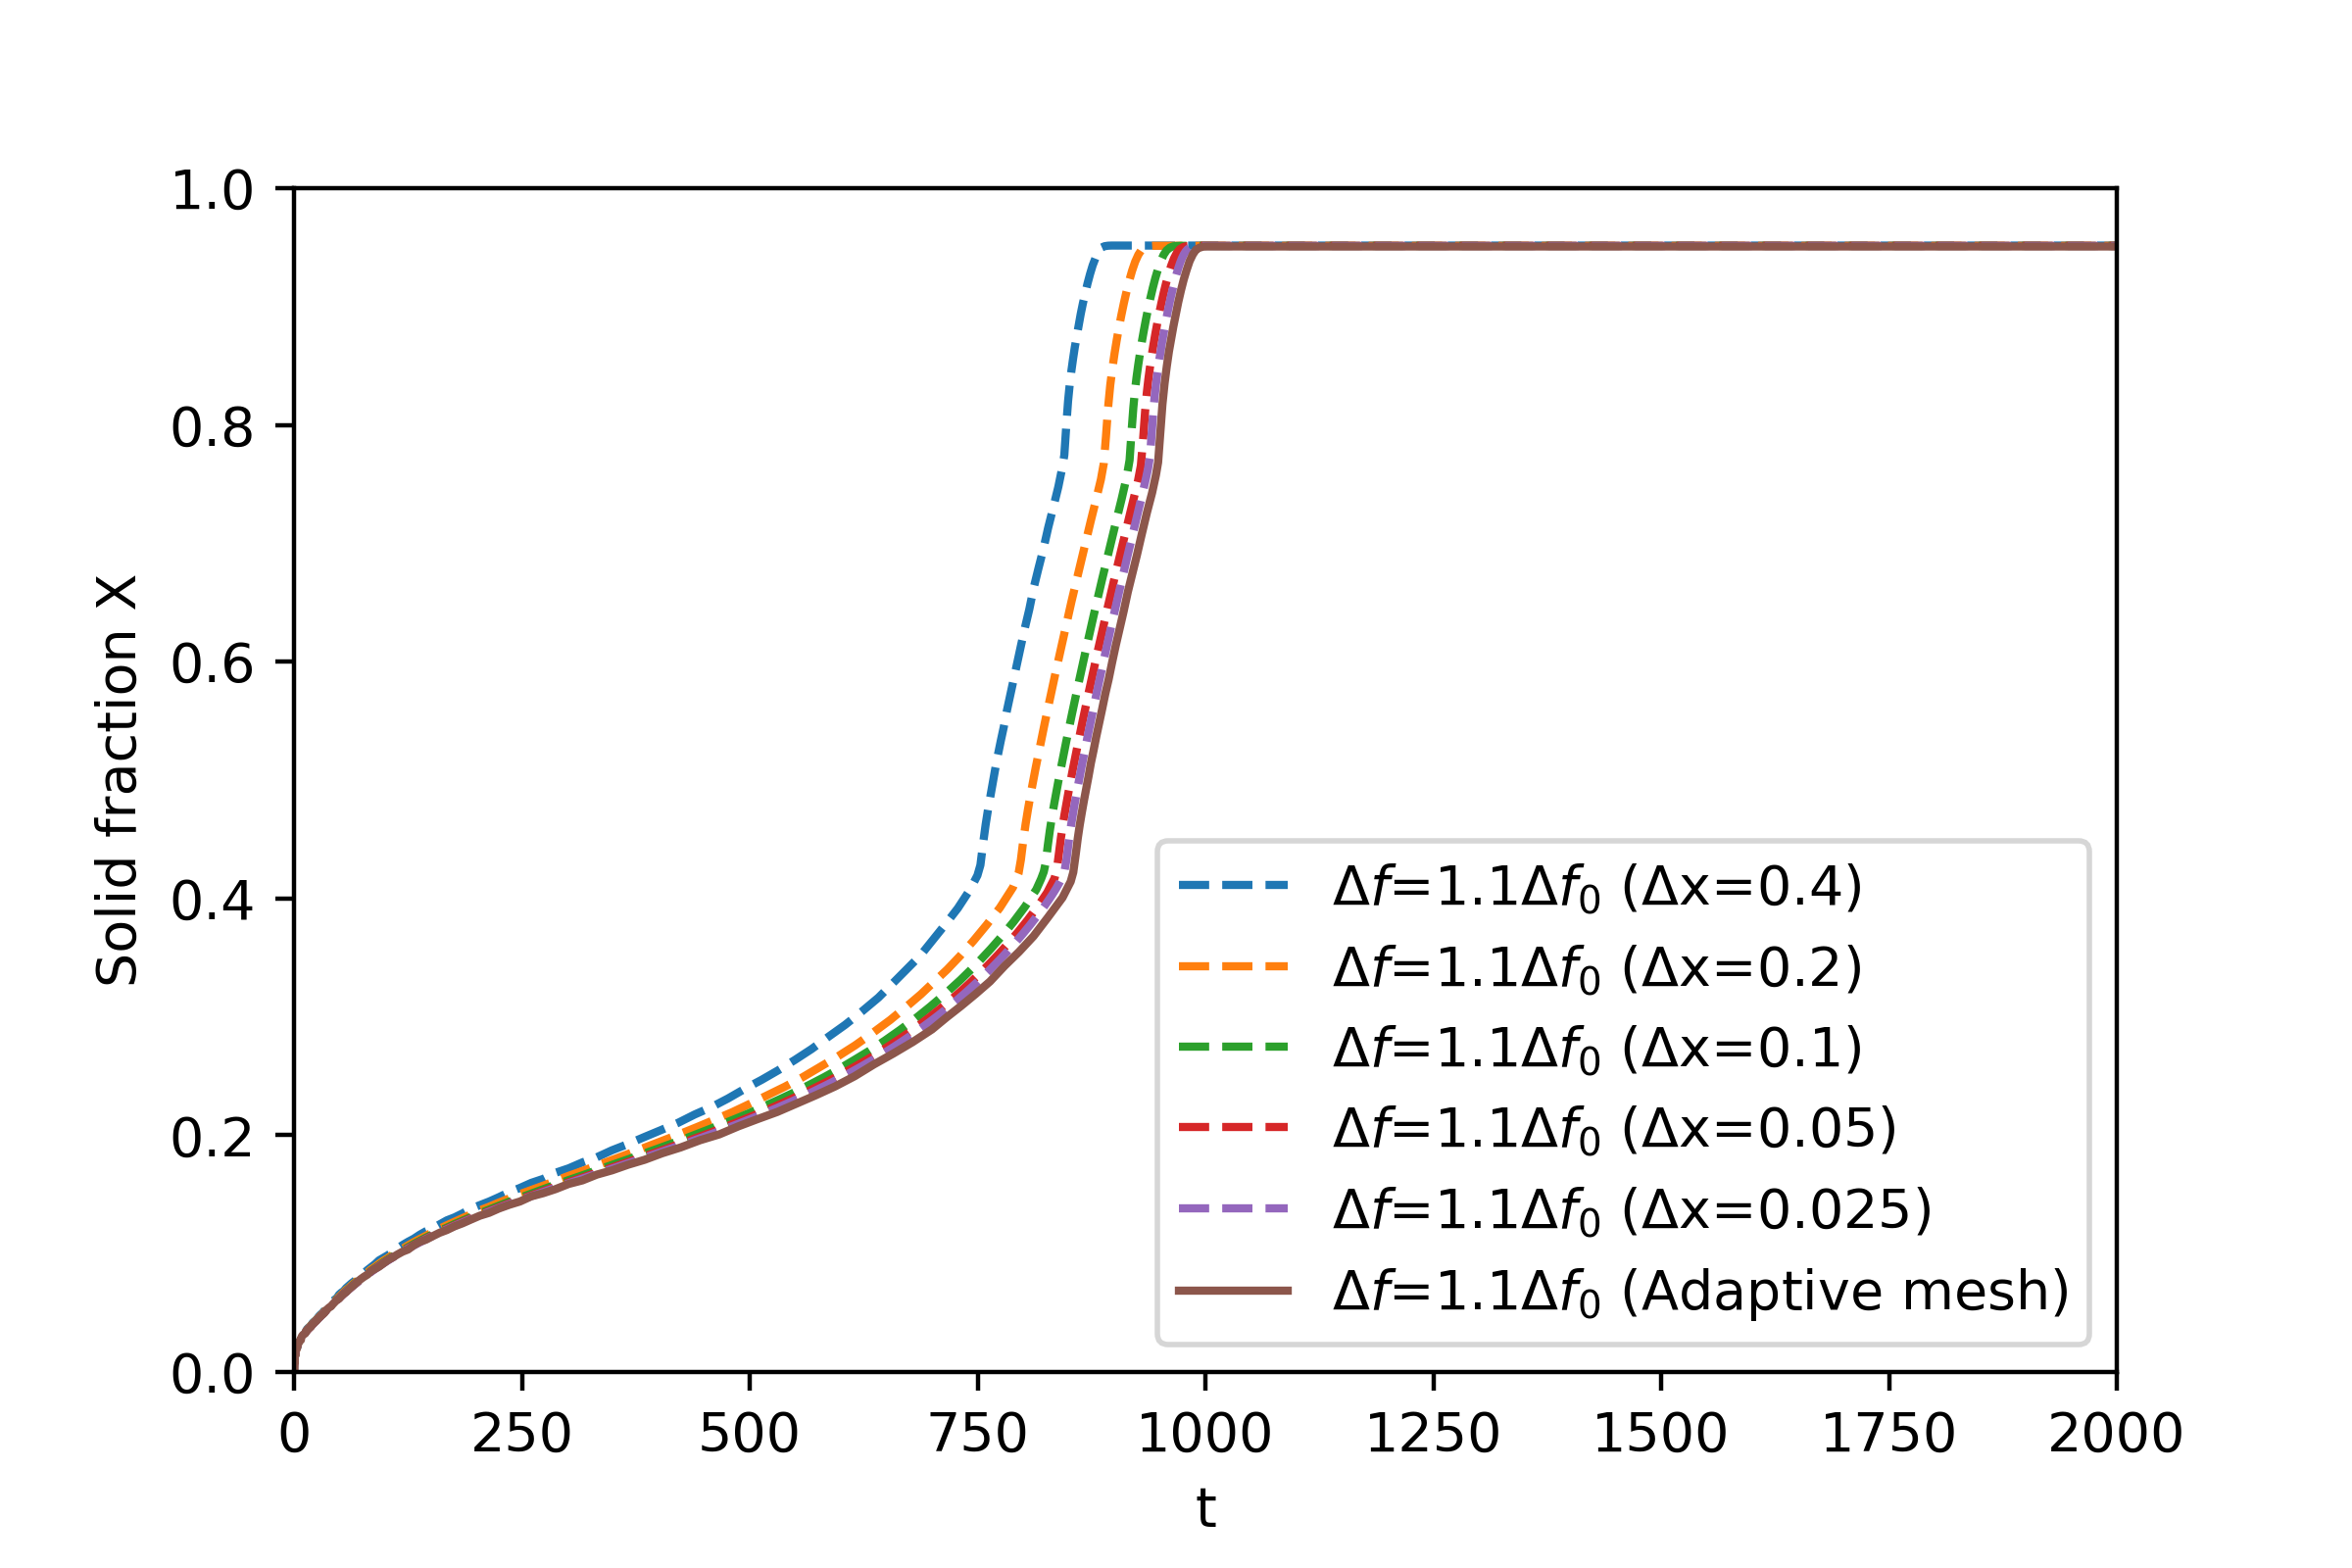 1.0
0.8
0.6
0.4
0.2
0.0
Solid fraction X
0 250 500 750 1000 1250 1500 1750 2000
t
Δf=1.1Δf₀ (Δx=0.4)
Δf=1.1Δf₀ (Δx=0.2)
Δf=1.1Δf₀ (Δx=0.1)
Δf=1.1Δf₀ (Δx=0.05)
Δf=1.1Δf₀ (Δx=0.025)
Δf=1.1Δf₀ (Adaptive mesh)